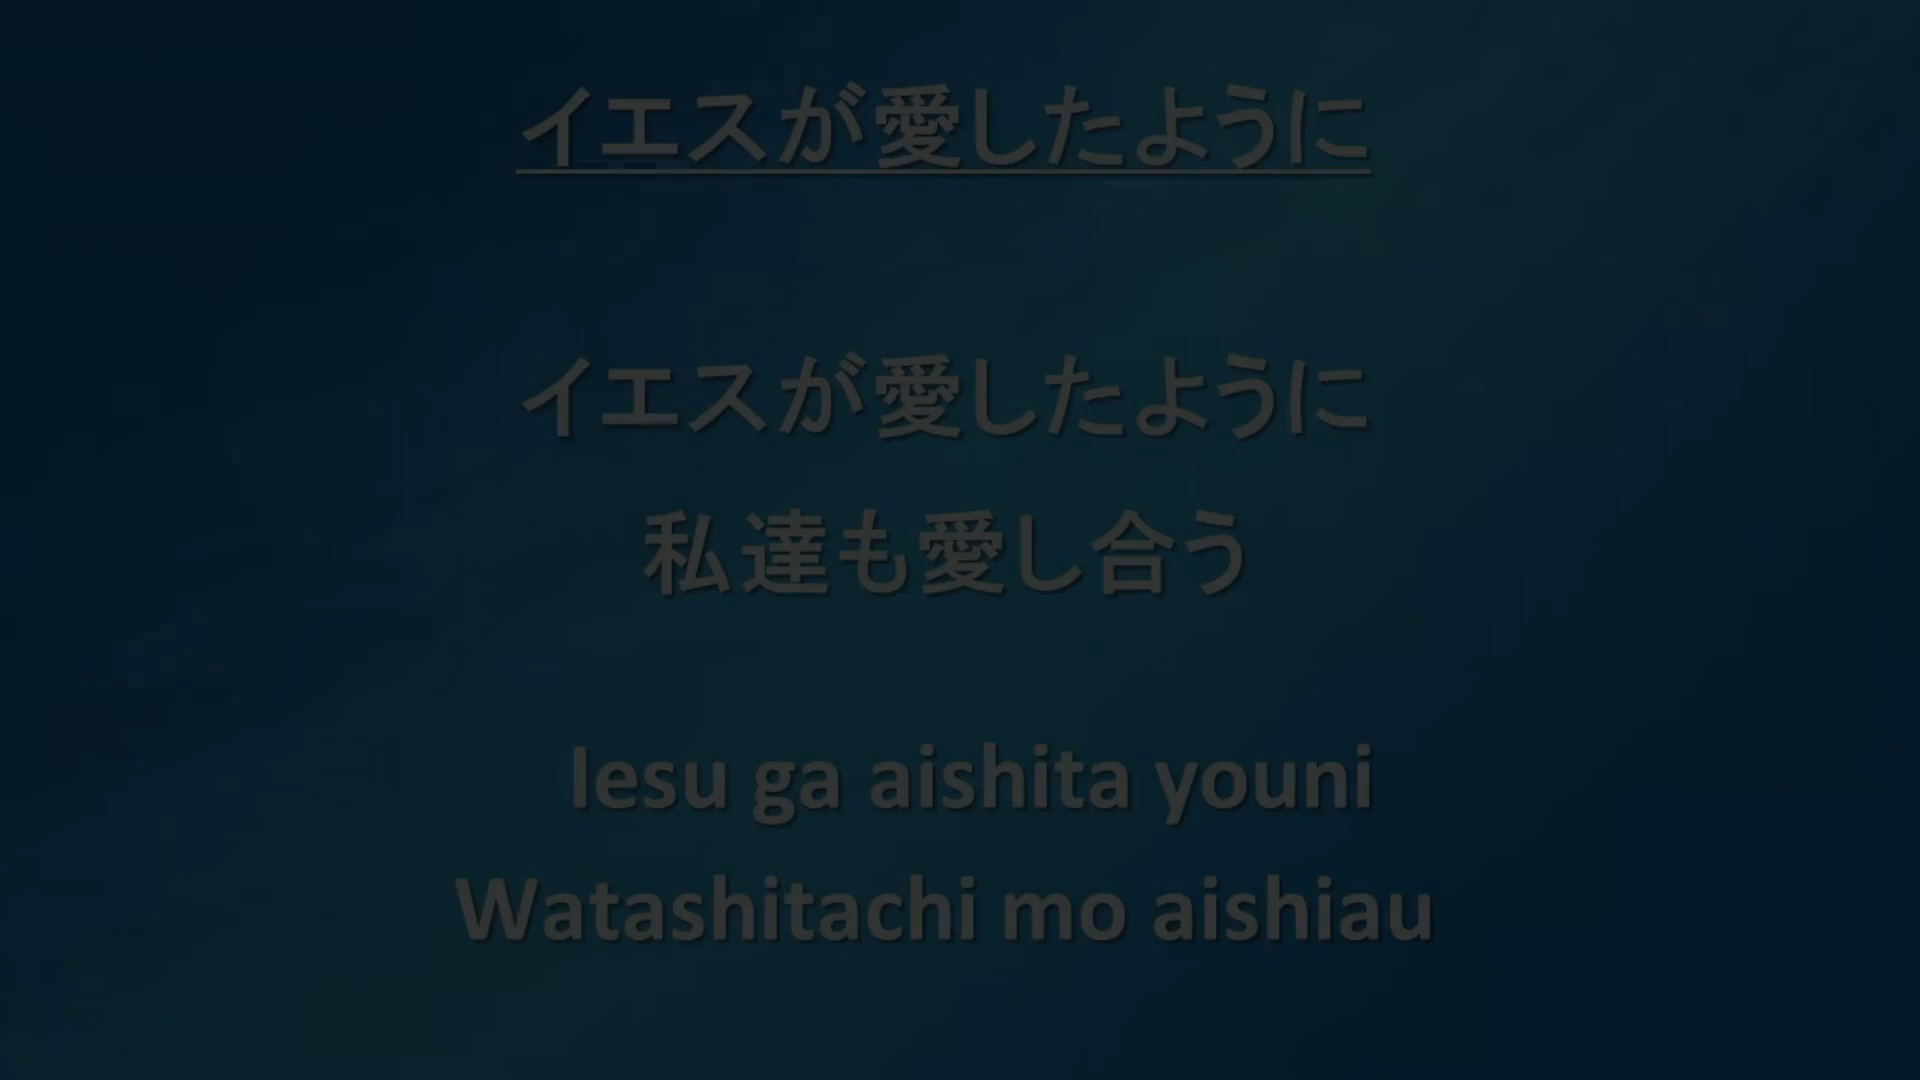 イエスが愛したように
イエスが愛したように
私達も愛し合う
Iesu ga aishita youni
Watashitachi mo aishiau